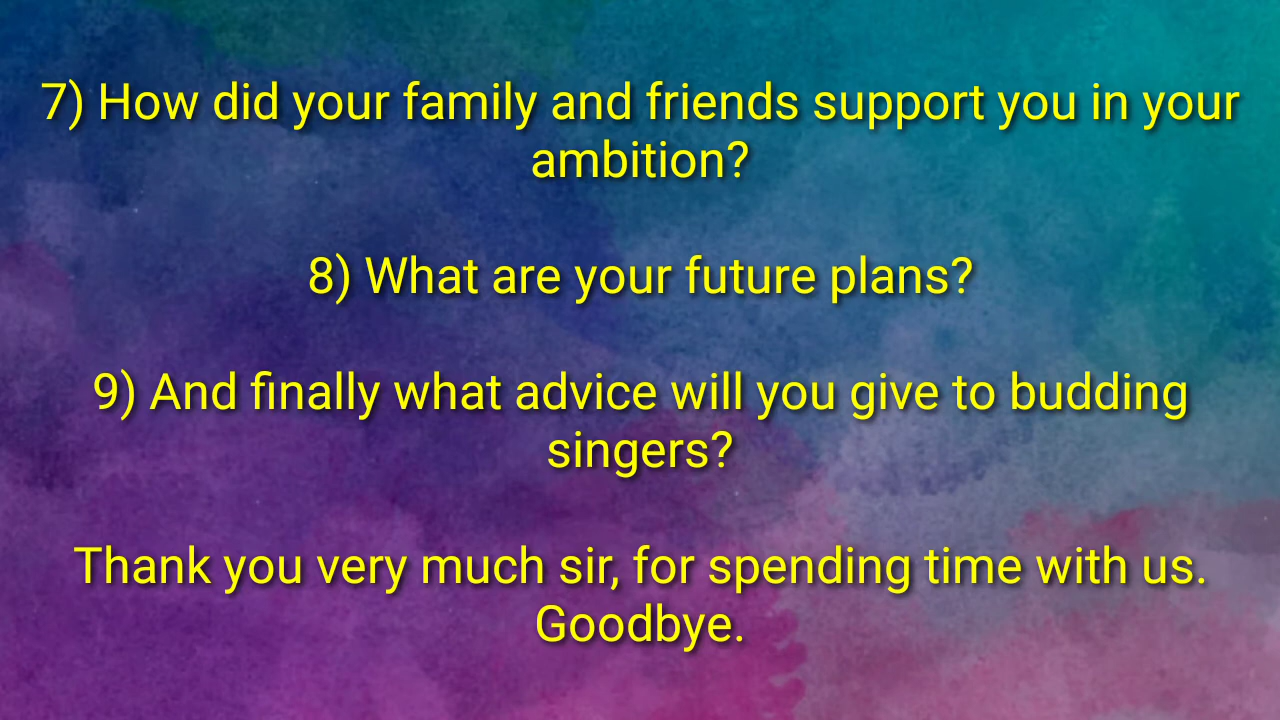 7) How did your family and friends support you in your
ambition?
8) What are your future plans?
9) And finally what advice will you give to budding
singers?
Thank you very much sir, for spending time with us.
Goodbye.